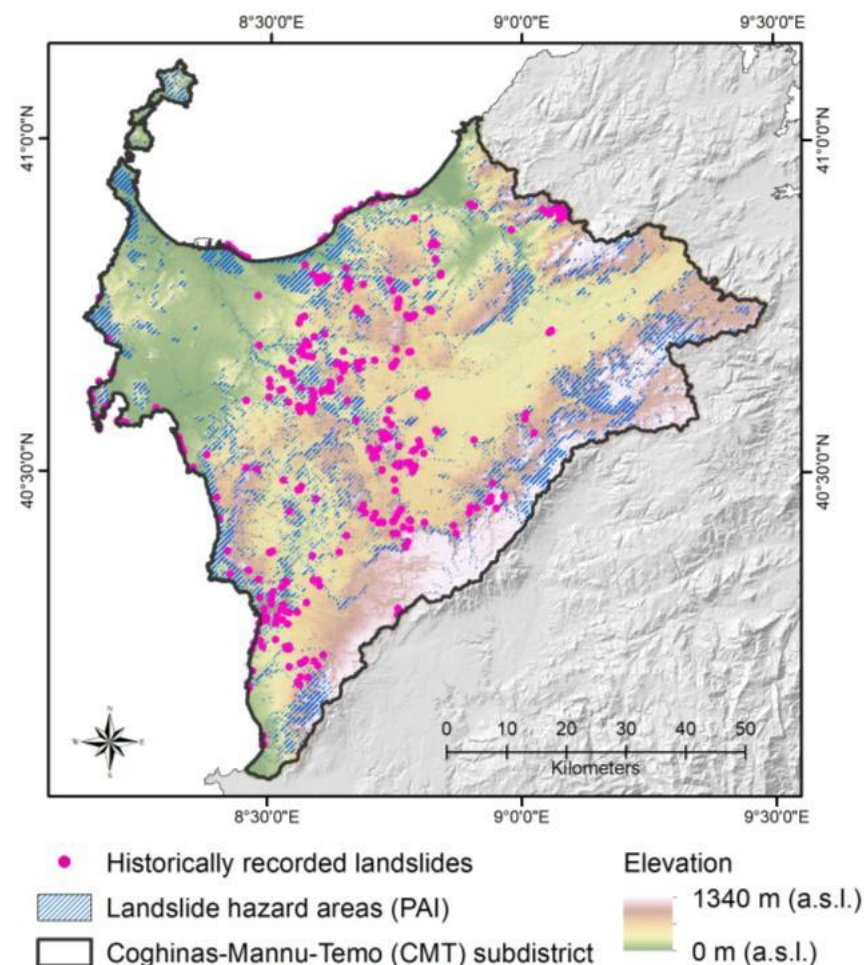 8°30'0"E 9°0'0"E 9°30'0"E
41°0'0"N 41°0'0"N
40°30'0"N 40°30'0"N
N
W E
S
0 10 20 30 40 50
Kilometers
8°30'0"E 9°0'0"E 9°30'0"E
Historically recorded landslides
Landslide hazard areas (PAI)
Coghinas-Mannu-Temo (CMT) subdistrict
Elevation
1340 m (a.s.l.)
0 m (a.s.l.)